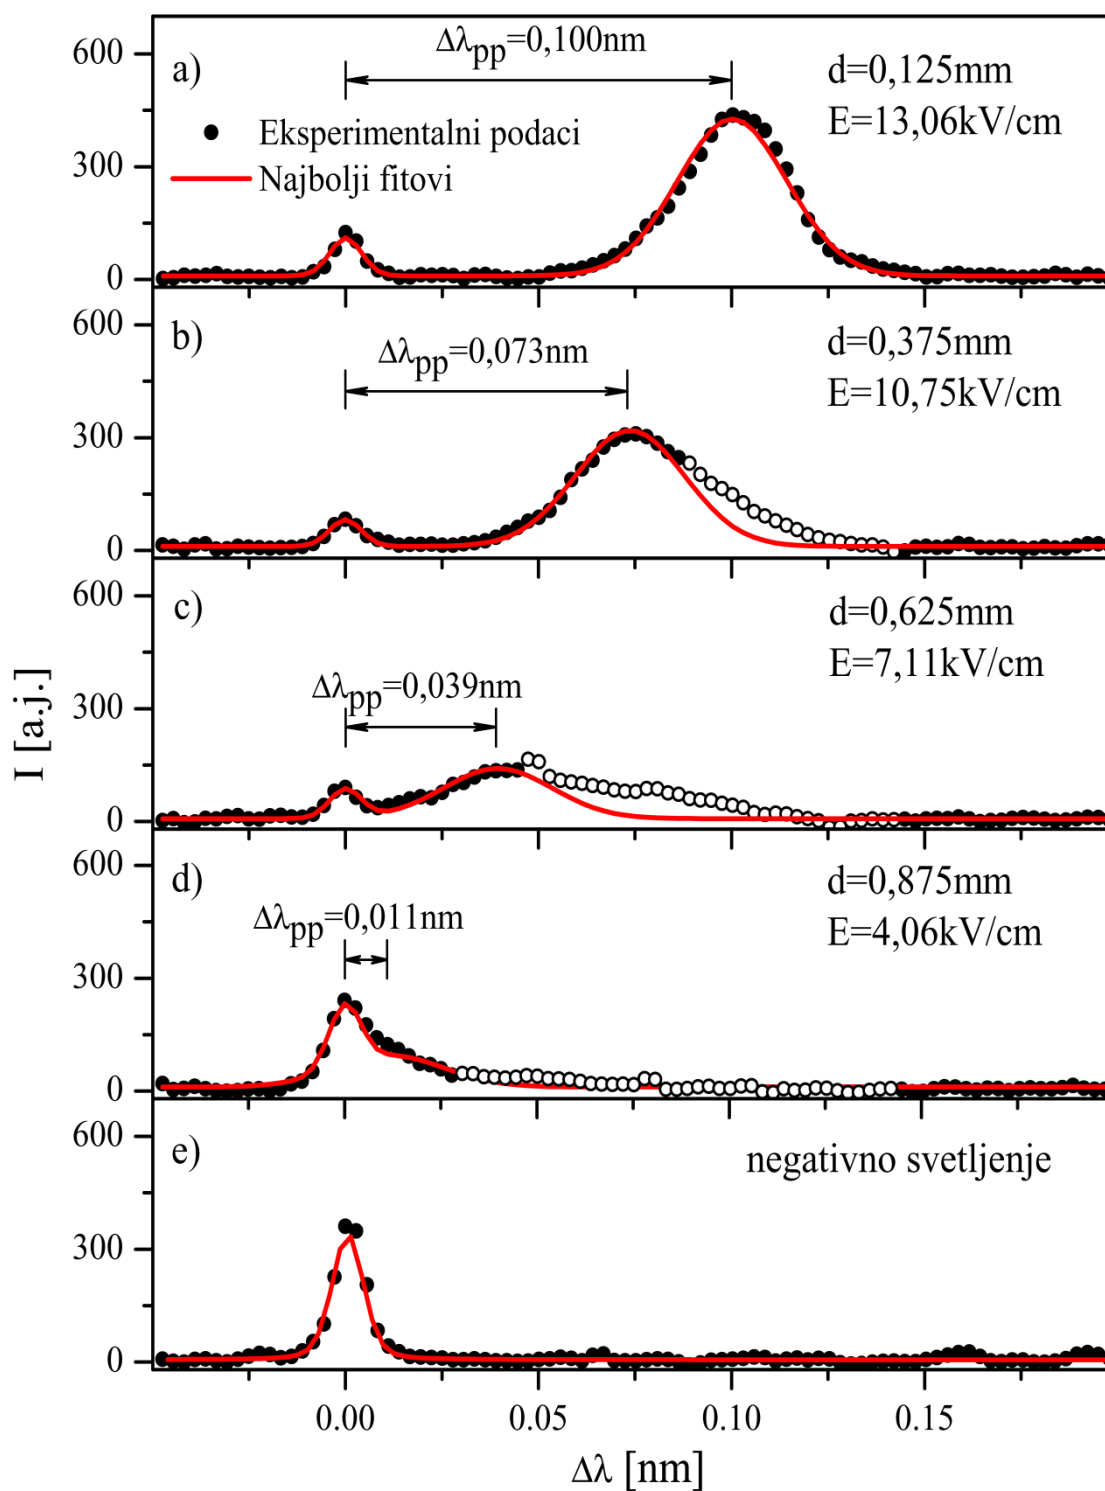 600
300
0
a)
Δλpp=0,100nm
d=0,125mm
E=13,06kV/cm
Eksperimentalni podaci
Najbolji fitovi
600
300
0
b)
Δλpp=0,073nm
d=0,375mm
E=10,75kV/cm
600
300
0
c)
Δλpp=0,039nm
d=0,625mm
E=7,11kV/cm
I [a.j.]
600
300
0
d)
Δλpp=0,011nm
d=0,875mm
E=4,06kV/cm
600
300
0
e)
negativno svetljenje
0.00 0.05 0.10 0.15
Δλ [nm]